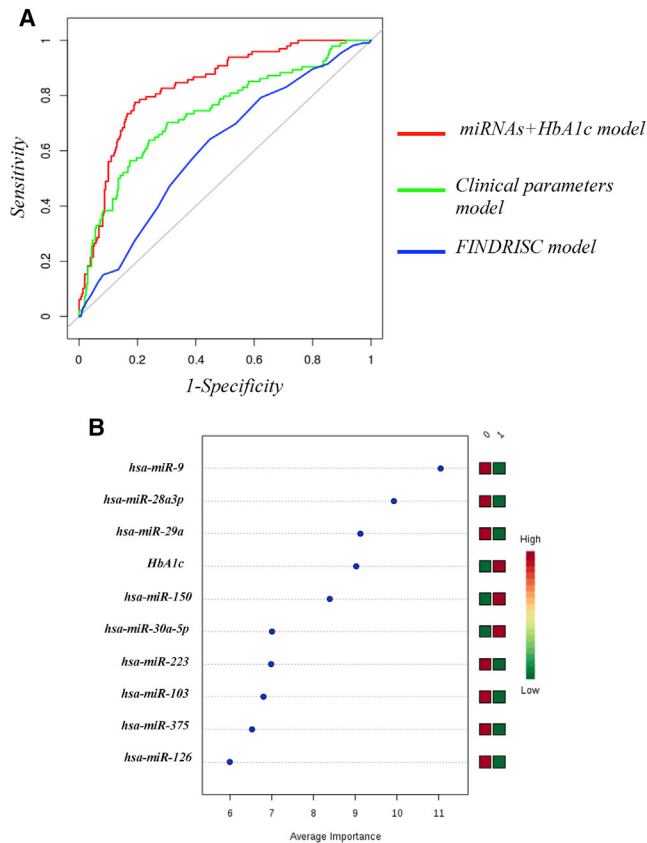 A
1
0.8
0.6
0.4
0.2
0
Sensitivity
0 0.2 0.4 0.6 0.8 1
1-Specificity
miRNAs+HbA1c model
Clinical parameters
model
FINDRISC model
B
0 1
hsa-miR-9
hsa-miR-28a3p
hsa-miR-29a
HbA1c
hsa-miR-150
hsa-miR-30a-5p
hsa-miR-223
hsa-miR-103
hsa-miR-375
hsa-miR-126
High
Low
6 7 8 9 10 11
Average Importance